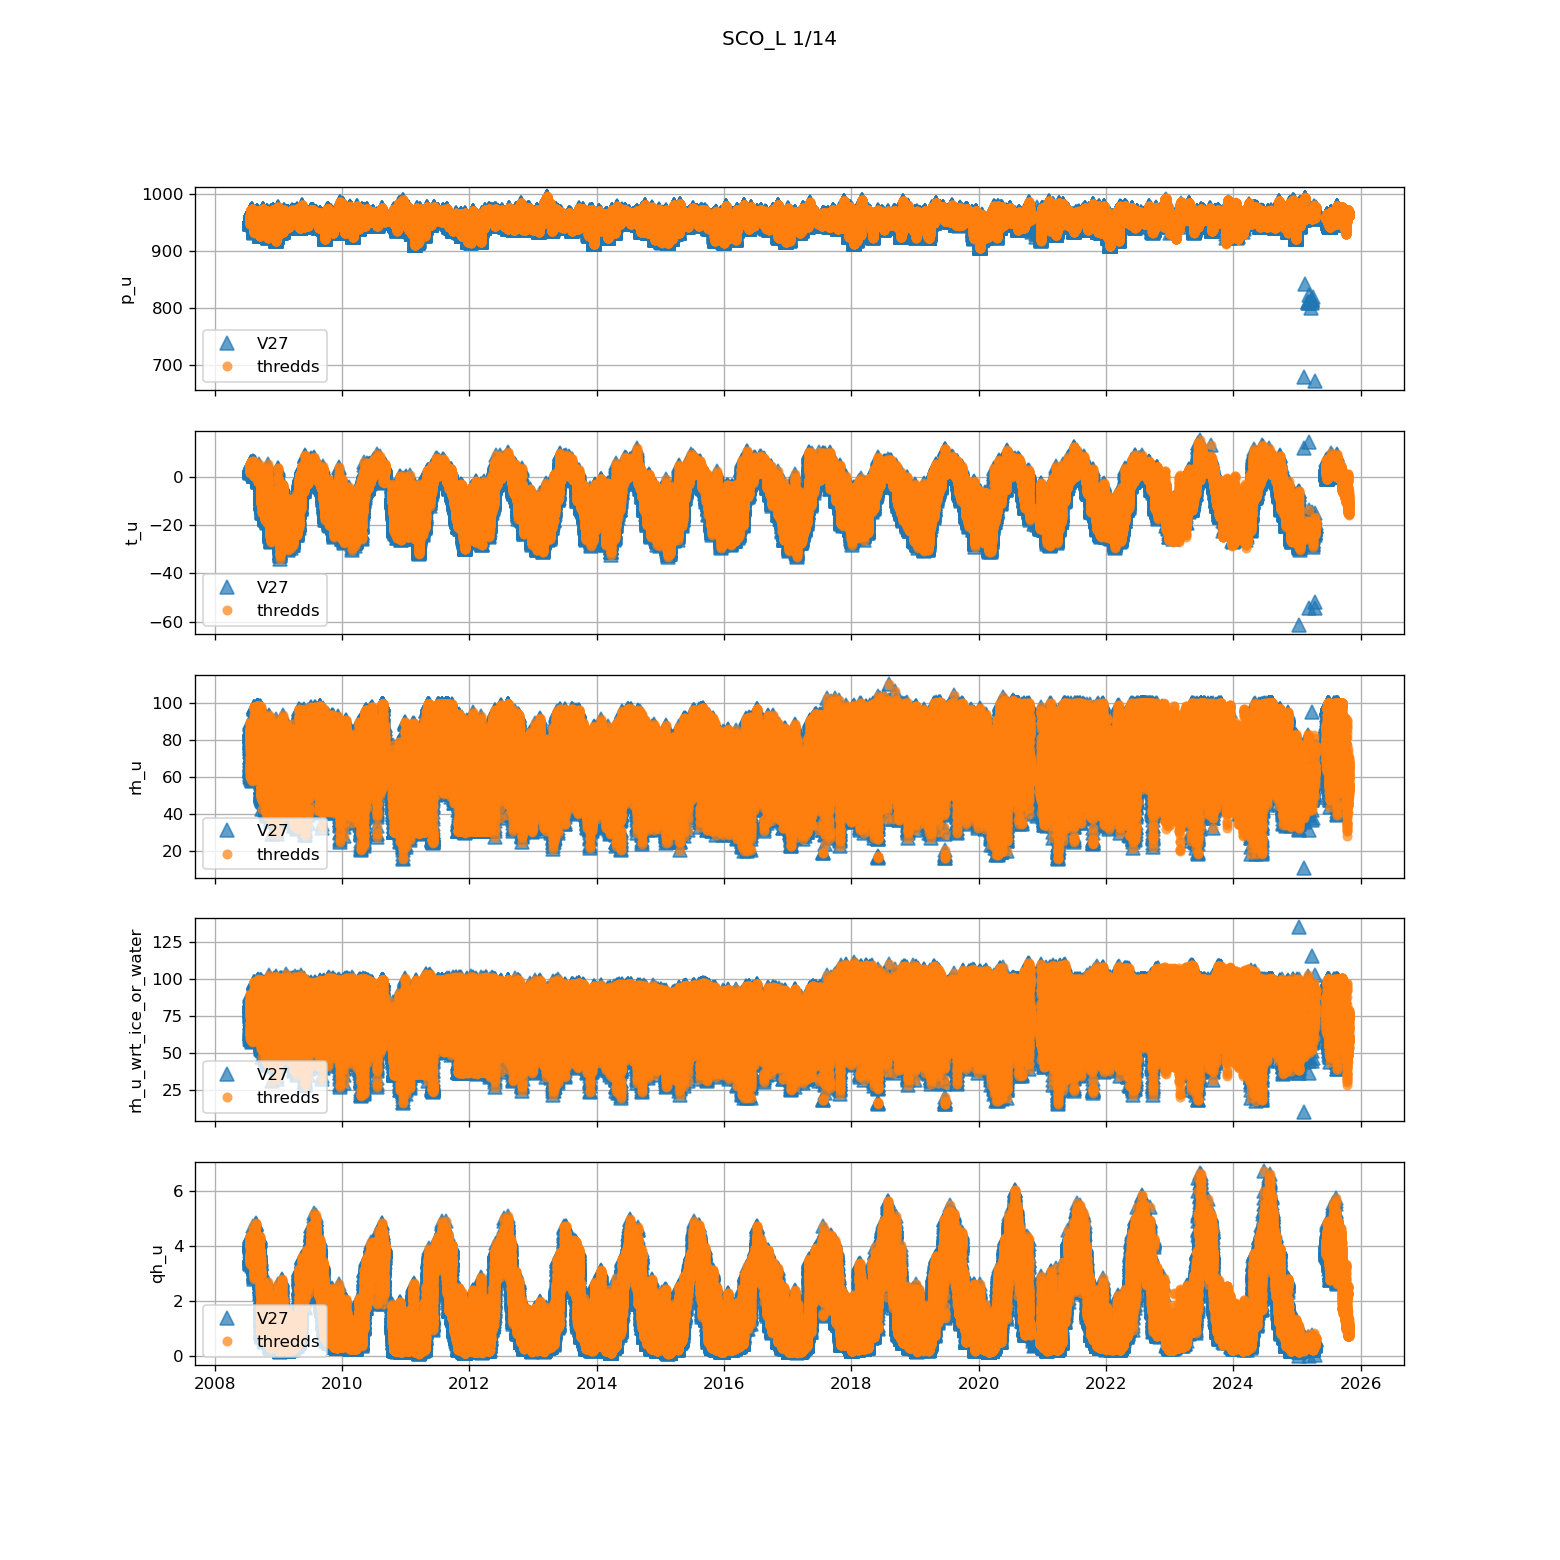 SCO_L 1/14
1000
900
800
700
p_u
V27
thredds
0
−20
−40
−60
t_u
V27
thredds
100
80
60
40
20
rh_u
V27
thredds
125
100
75
50
25
rh_u_wrt_ice_or_water
V27
thredds
6
4
2
0
qh_u
V27
thredds
2008 2010 2012 2014 2016 2018 2020 2022 2024 2026